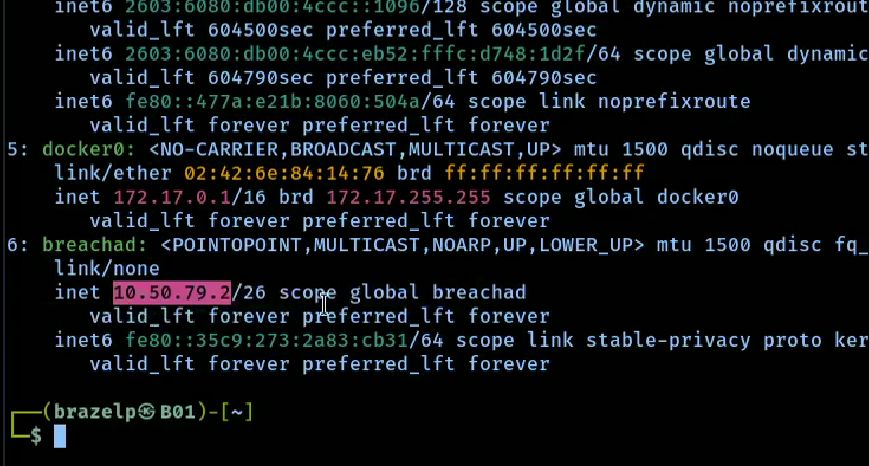 inet6 2603:6080:db00:4ccc::1096/128 scope global dynamic noprefixrout
valid_lft 604500sec preferred_lft 604500sec
inet6 2603:6080:db00:4ccc:eb52:fffc:d748:1d2f/64 scope global dynamic
valid_lft 604790sec preferred_lft 604790sec
inet6 fe80::477a:e21b:8060:504a/64 scope link noprefixroute
valid_lft forever preferred_lft forever
5: docker0: <NO-CARRIER,BROADCAST,MULTICAST,UP> mtu 1500 qdisc noqueue st
link/ether 02:42:6e:84:14:76 brd ff:ff:ff:ff:ff:ff
inet 172.17.0.1/16 brd 172.17.255.255 scope global docker0
valid_lft forever preferred_lft forever
6: breachad: <POINTOPOINT,MULTICAST,NOARP,UP,LOWER_UP> mtu 1500 qdisc fq_
link/none
inet 10.50.79.2/26 scope global breachad
valid_lft forever preferred_lft forever
inet6 fe80::35c9:273:2a83:cb31/64 scope link stable-privacy proto ker
valid_lft forever preferred_lft forever
┌──(brazelp㉿B01)-[~]
└─$